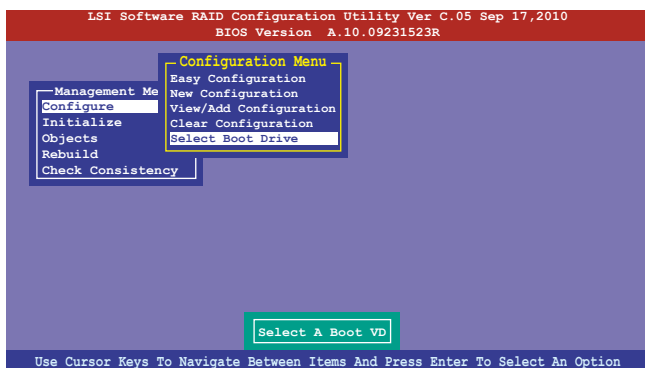 LSI Software RAID Configuration Utility Ver C.05 Sep 17,2010
BIOS Version A.10.09231523R
Configuration Menu
Easy Configuration
New Configuration
View/Add Configuration
Clear Configuration
Select Boot Drive
Management Me
Configure
Initialize
Objects
Rebuild
Check Consistency
Select A Boot VD
Use Cursor Keys To Navigate Between Items And Press Enter To Select An Option